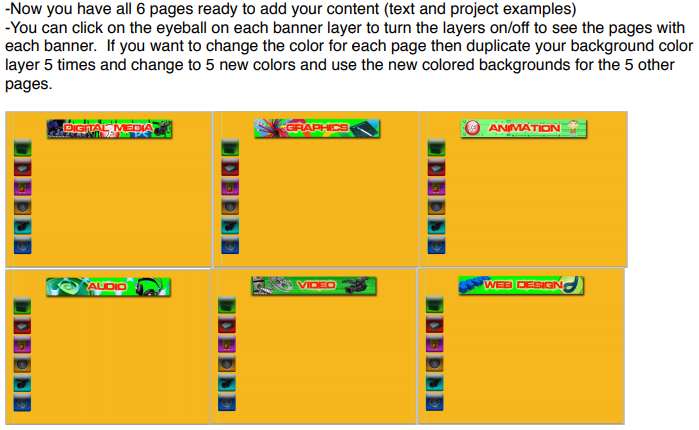 -Now you have all 6 pages ready to add your content (text and project examples)
-You can click on the eyeball on each banner layer to turn the layers on/off to see the pages with
each banner.  If you want to change the color for each page then duplicate your background color
layer 5 times and change to 5 new colors and use the new colored backgrounds for the 5 other
pages.
DIGITAL MEDIA
GRAPHICS
ANIMATION
AUDIO
VIDEO
WEB DESIGN